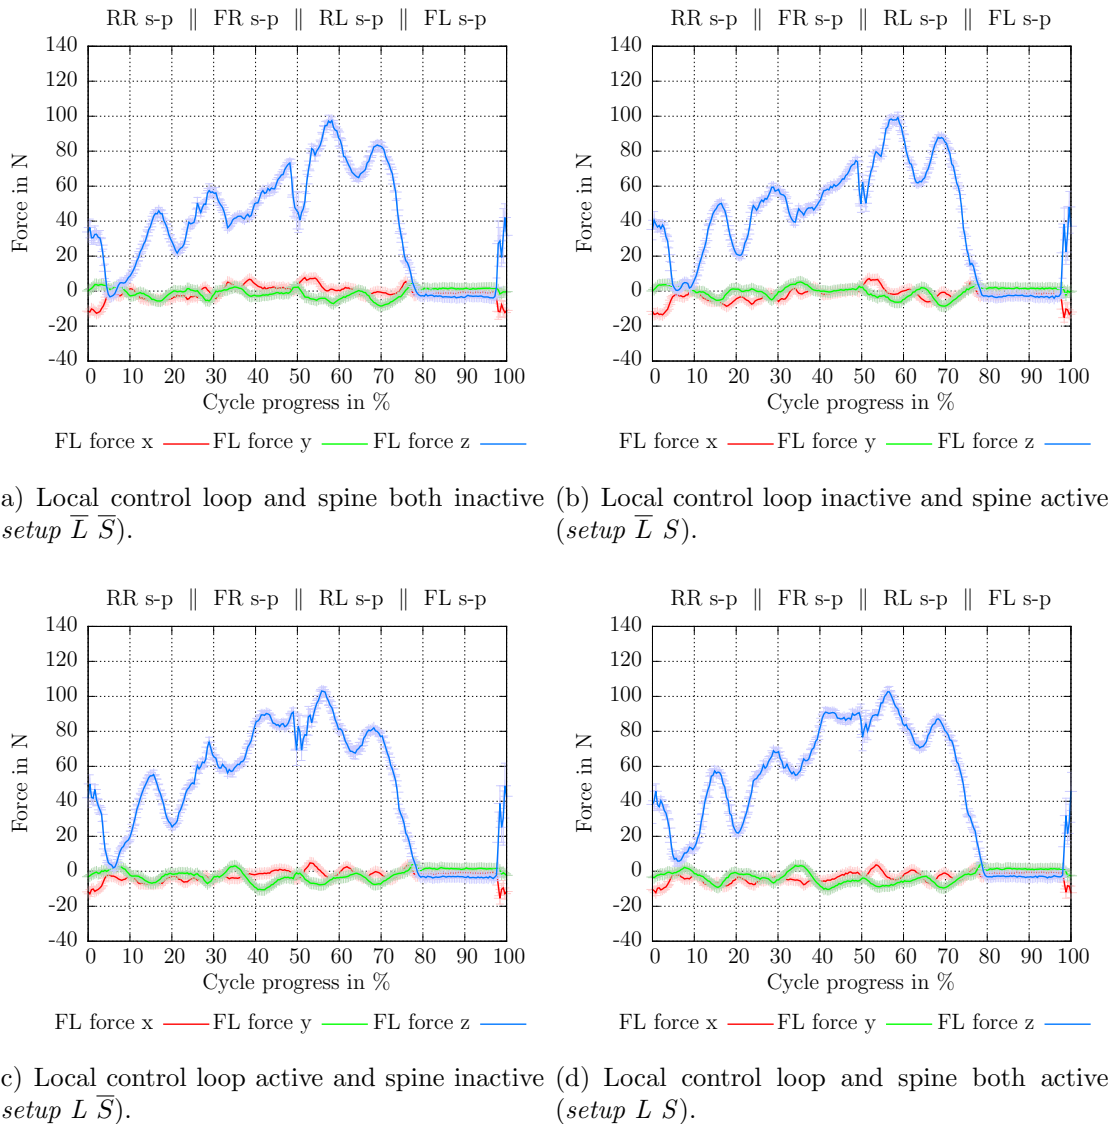 RR s-p ∥ FR s-p ∥ RL s-p ∥ FL s-p
140
120
100
80
60
40
20
0
-20
-40
Force in N
0 10 20 30 40 50 60 70 80 90 100
Cycle progress in %
FL force x FL force y FL force z
a) Local control loop and spine both inactive
setup L̅ S̅).
RR s-p ∥ FR s-p ∥ RL s-p ∥ FL s-p
140
120
100
80
60
40
20
0
-20
-40
Force in N
0 10 20 30 40 50 60 70 80 90 100
Cycle progress in %
FL force x FL force y FL force z
(b) Local control loop inactive and spine active
(setup L̅ S).
RR s-p ∥ FR s-p ∥ RL s-p ∥ FL s-p
140
120
100
80
60
40
20
0
-20
-40
Force in N
0 10 20 30 40 50 60 70 80 90 100
Cycle progress in %
FL force x FL force y FL force z
c) Local control loop active and spine inactive
setup L S̅).
RR s-p ∥ FR s-p ∥ RL s-p ∥ FL s-p
140
120
100
80
60
40
20
0
-20
-40
Force in N
0 10 20 30 40 50 60 70 80 90 100
Cycle progress in %
FL force x FL force y FL force z
(d) Local control loop and spine both active
(setup L S).